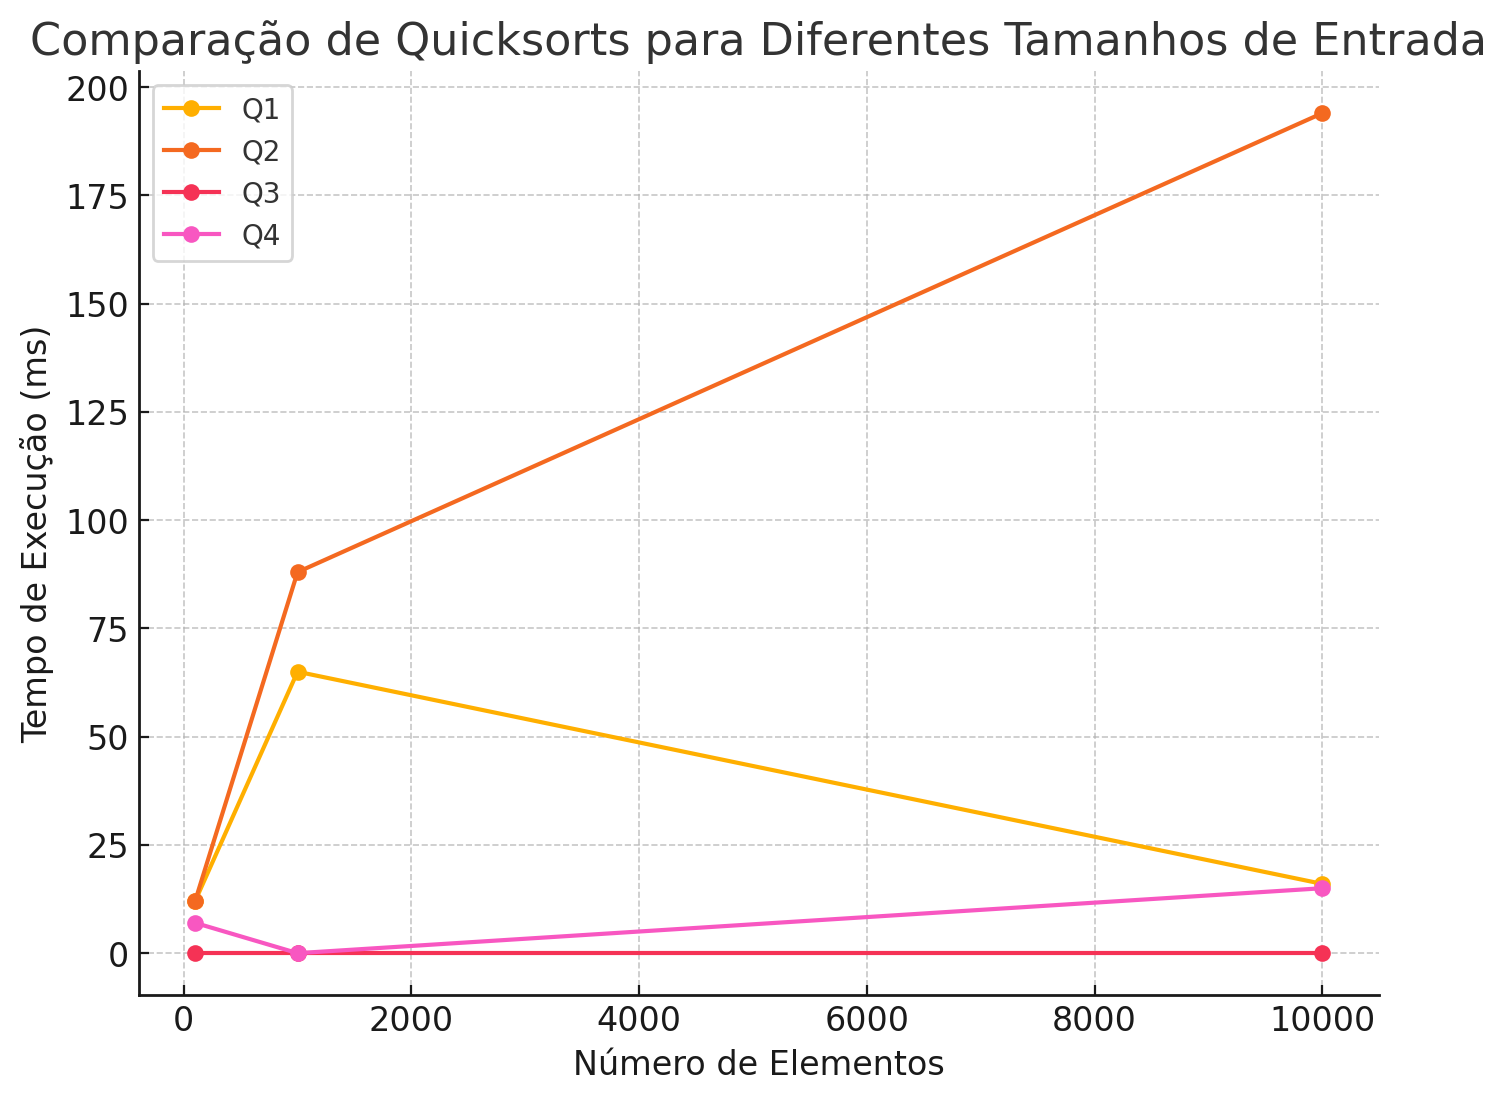 Comparação de Quicksorts para Diferentes Tamanhos de Entrada
Q1
Q2
Q3
Q4
200
175
150
125
100
75
50
25
0
Tempo de Execução (ms)
0 2000 4000 6000 8000 10000
Número de Elementos